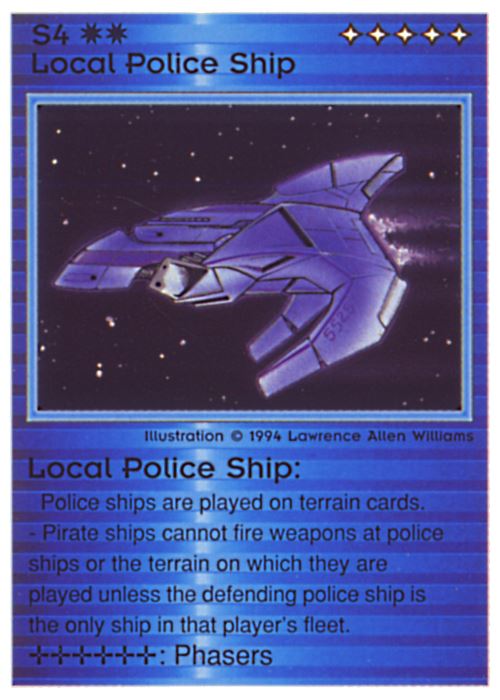 S4
Local Police Ship
5525
Illustration © 1994 Lawrence Allen Williams
Local Police Ship:
Police ships are played on terrain cards.
- Pirate ships cannot fire weapons at police
ships or the terrain on which they are
played unless the defending police ship is
the only ship in that player's fleet.
: Phasers